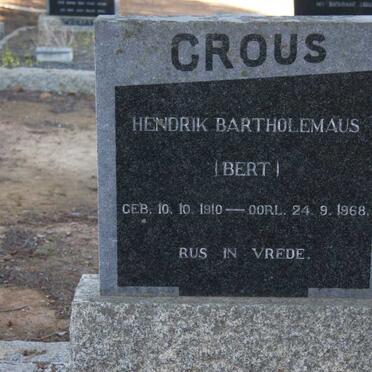 CROUS
HENDRIK BARTHOLEMAUS
(BERT)
GEB. 10. 10. 1910 — OORL. 24. 9. 1968.
RUS IN VREDE.